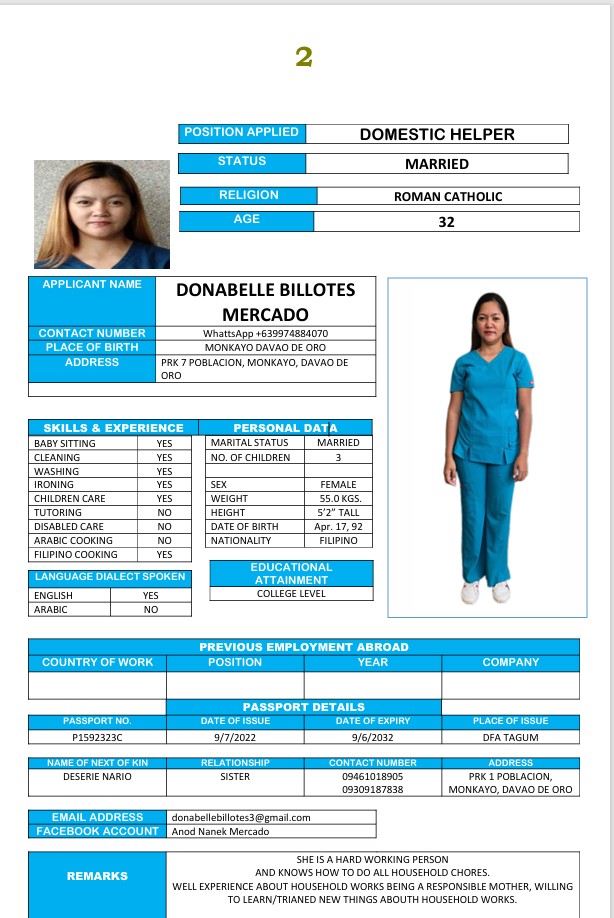 2
POSITION APPLIED DOMESTIC HELPER
STATUS MARRIED
RELIGION ROMAN CATHOLIC
AGE 32
APPLICANT NAME DONABELLE BILLOTES
MERCADO
CONTACT NUMBER WhattsApp +639974884070
PLACE OF BIRTH MONKAYO DAVAO DE ORO
ADDRESS PRK 7 POBLACION, MONKAYO, DAVAO DE
ORO
SKILLS & EXPERIENCE
BABY SITTING YES
CLEANING YES
WASHING YES
IRONING YES
CHILDREN CARE YES
TUTORING NO
DISABLED CARE NO
ARABIC COOKING NO
FILIPINO COOKING YES
LANGUAGE DIALECT SPOKEN
ENGLISH YES
ARABIC NO
PERSONAL DATA
MARITAL STATUS MARRIED
NO. OF CHILDREN 3
SEX FEMALE
WEIGHT 55.0 KGS.
HEIGHT 5’2” TALL
DATE OF BIRTH Apr. 17, 92
NATIONALITY FILIPINO
EDUCATIONAL
ATTAINMENT
COLLEGE LEVEL
PREVIOUS EMPLOYMENT ABROAD
COUNTRY OF WORK POSITION YEAR COMPANY
PASSPORT DETAILS
PASSPORT NO. DATE OF ISSUE DATE OF EXPIRY PLACE OF ISSUE
P1592323C 9/7/2022 9/6/2032 DFA TAGUM
NAME OF NEXT OF KIN RELATIONSHIP CONTACT NUMBER ADDRESS
DESERIE NARIO SISTER 09461018905 PRK 1 POBLACION,
09309187838 MONKAYO, DAVAO DE ORO
EMAIL ADDRESS donabellebillotes3@gmail.com
FACEBOOK ACCOUNT Anod Nanek Mercado
REMARKS
SHE IS A HARD WORKING PERSON
AND KNOWS HOW TO DO ALL HOUSEHOLD CHORES.
WELL EXPERIENCE ABOUT HOUSEHOLD WORKS BEING A RESPONSIBLE MOTHER, WILLING
TO LEARN/TRIANED NEW THINGS ABOUTH HOUSEHOLD WORKS.